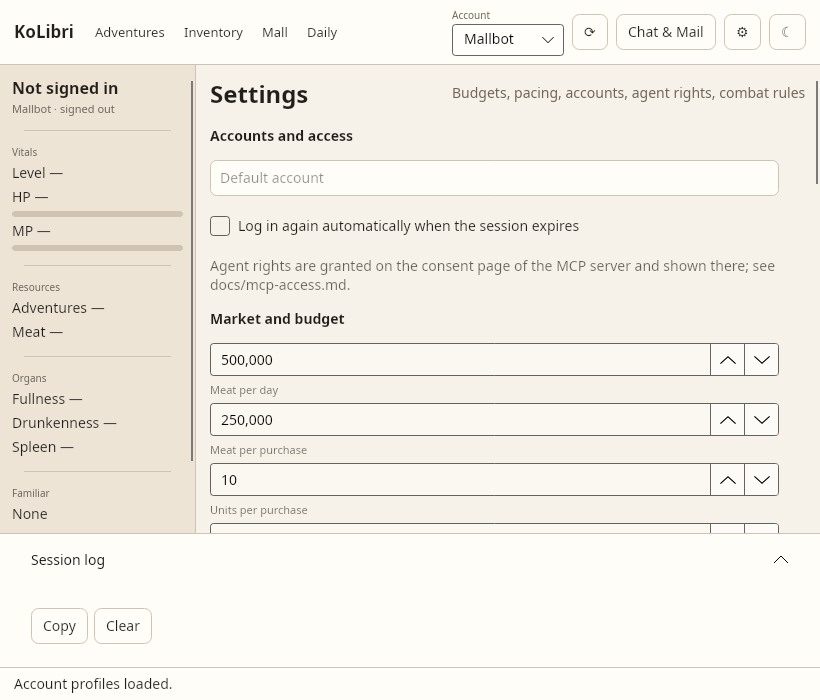 KoLibri
Adventures
Inventory
Mall
Daily
Account
Mallbot
Chat & Mail
Not signed in
Mallbot · signed out
Vitals
Level —
HP —
MP —
Resources
Adventures —
Meat —
Organs
Fullness —
Drunkenness —
Spleen —
Familiar
None
Settings
Budgets, pacing, accounts, agent rights, combat rules
Accounts and access
Default account
Log in again automatically when the session expires
Agent rights are granted on the consent page of the MCP server and shown there; see
docs/mcp-access.md.
Market and budget
500,000
Meat per day
250,000
Meat per purchase
10
Units per purchase
Session log
Copy
Clear
Account profiles loaded.